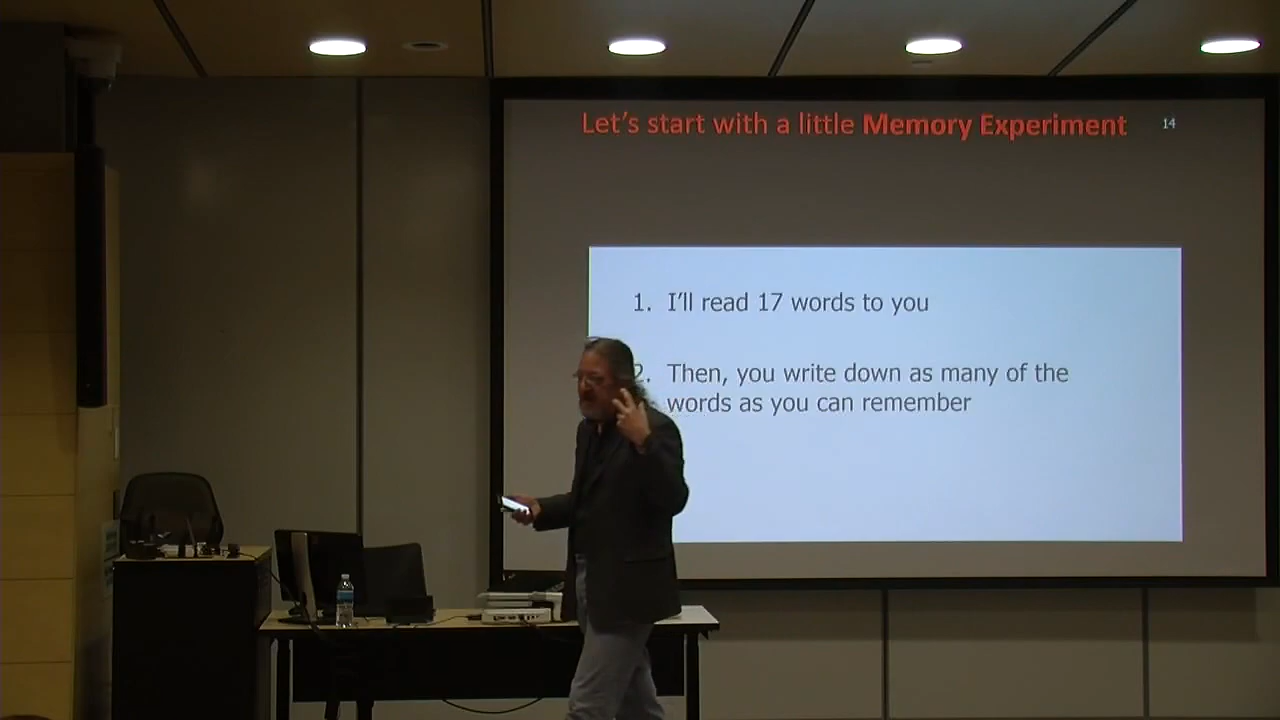 Let's start with a little Memory Experiment
14
1. I'll read 17 words to you
2. Then, you write down as many of the
words as you can remember